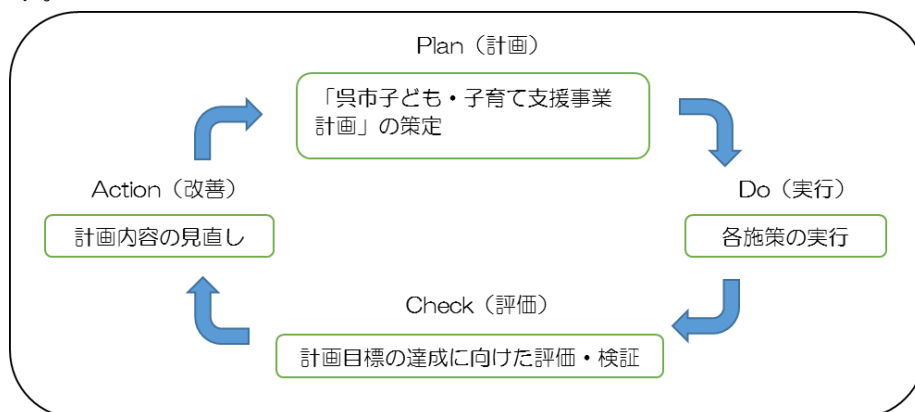 Plan（計画）
「呉市子ども・子育て支援事業
計画」の策定
Action（改善）
Do（実行）
計画内容の見直し
各施策の実行
Check（評価）
計画目標の達成に向けた評価・検証